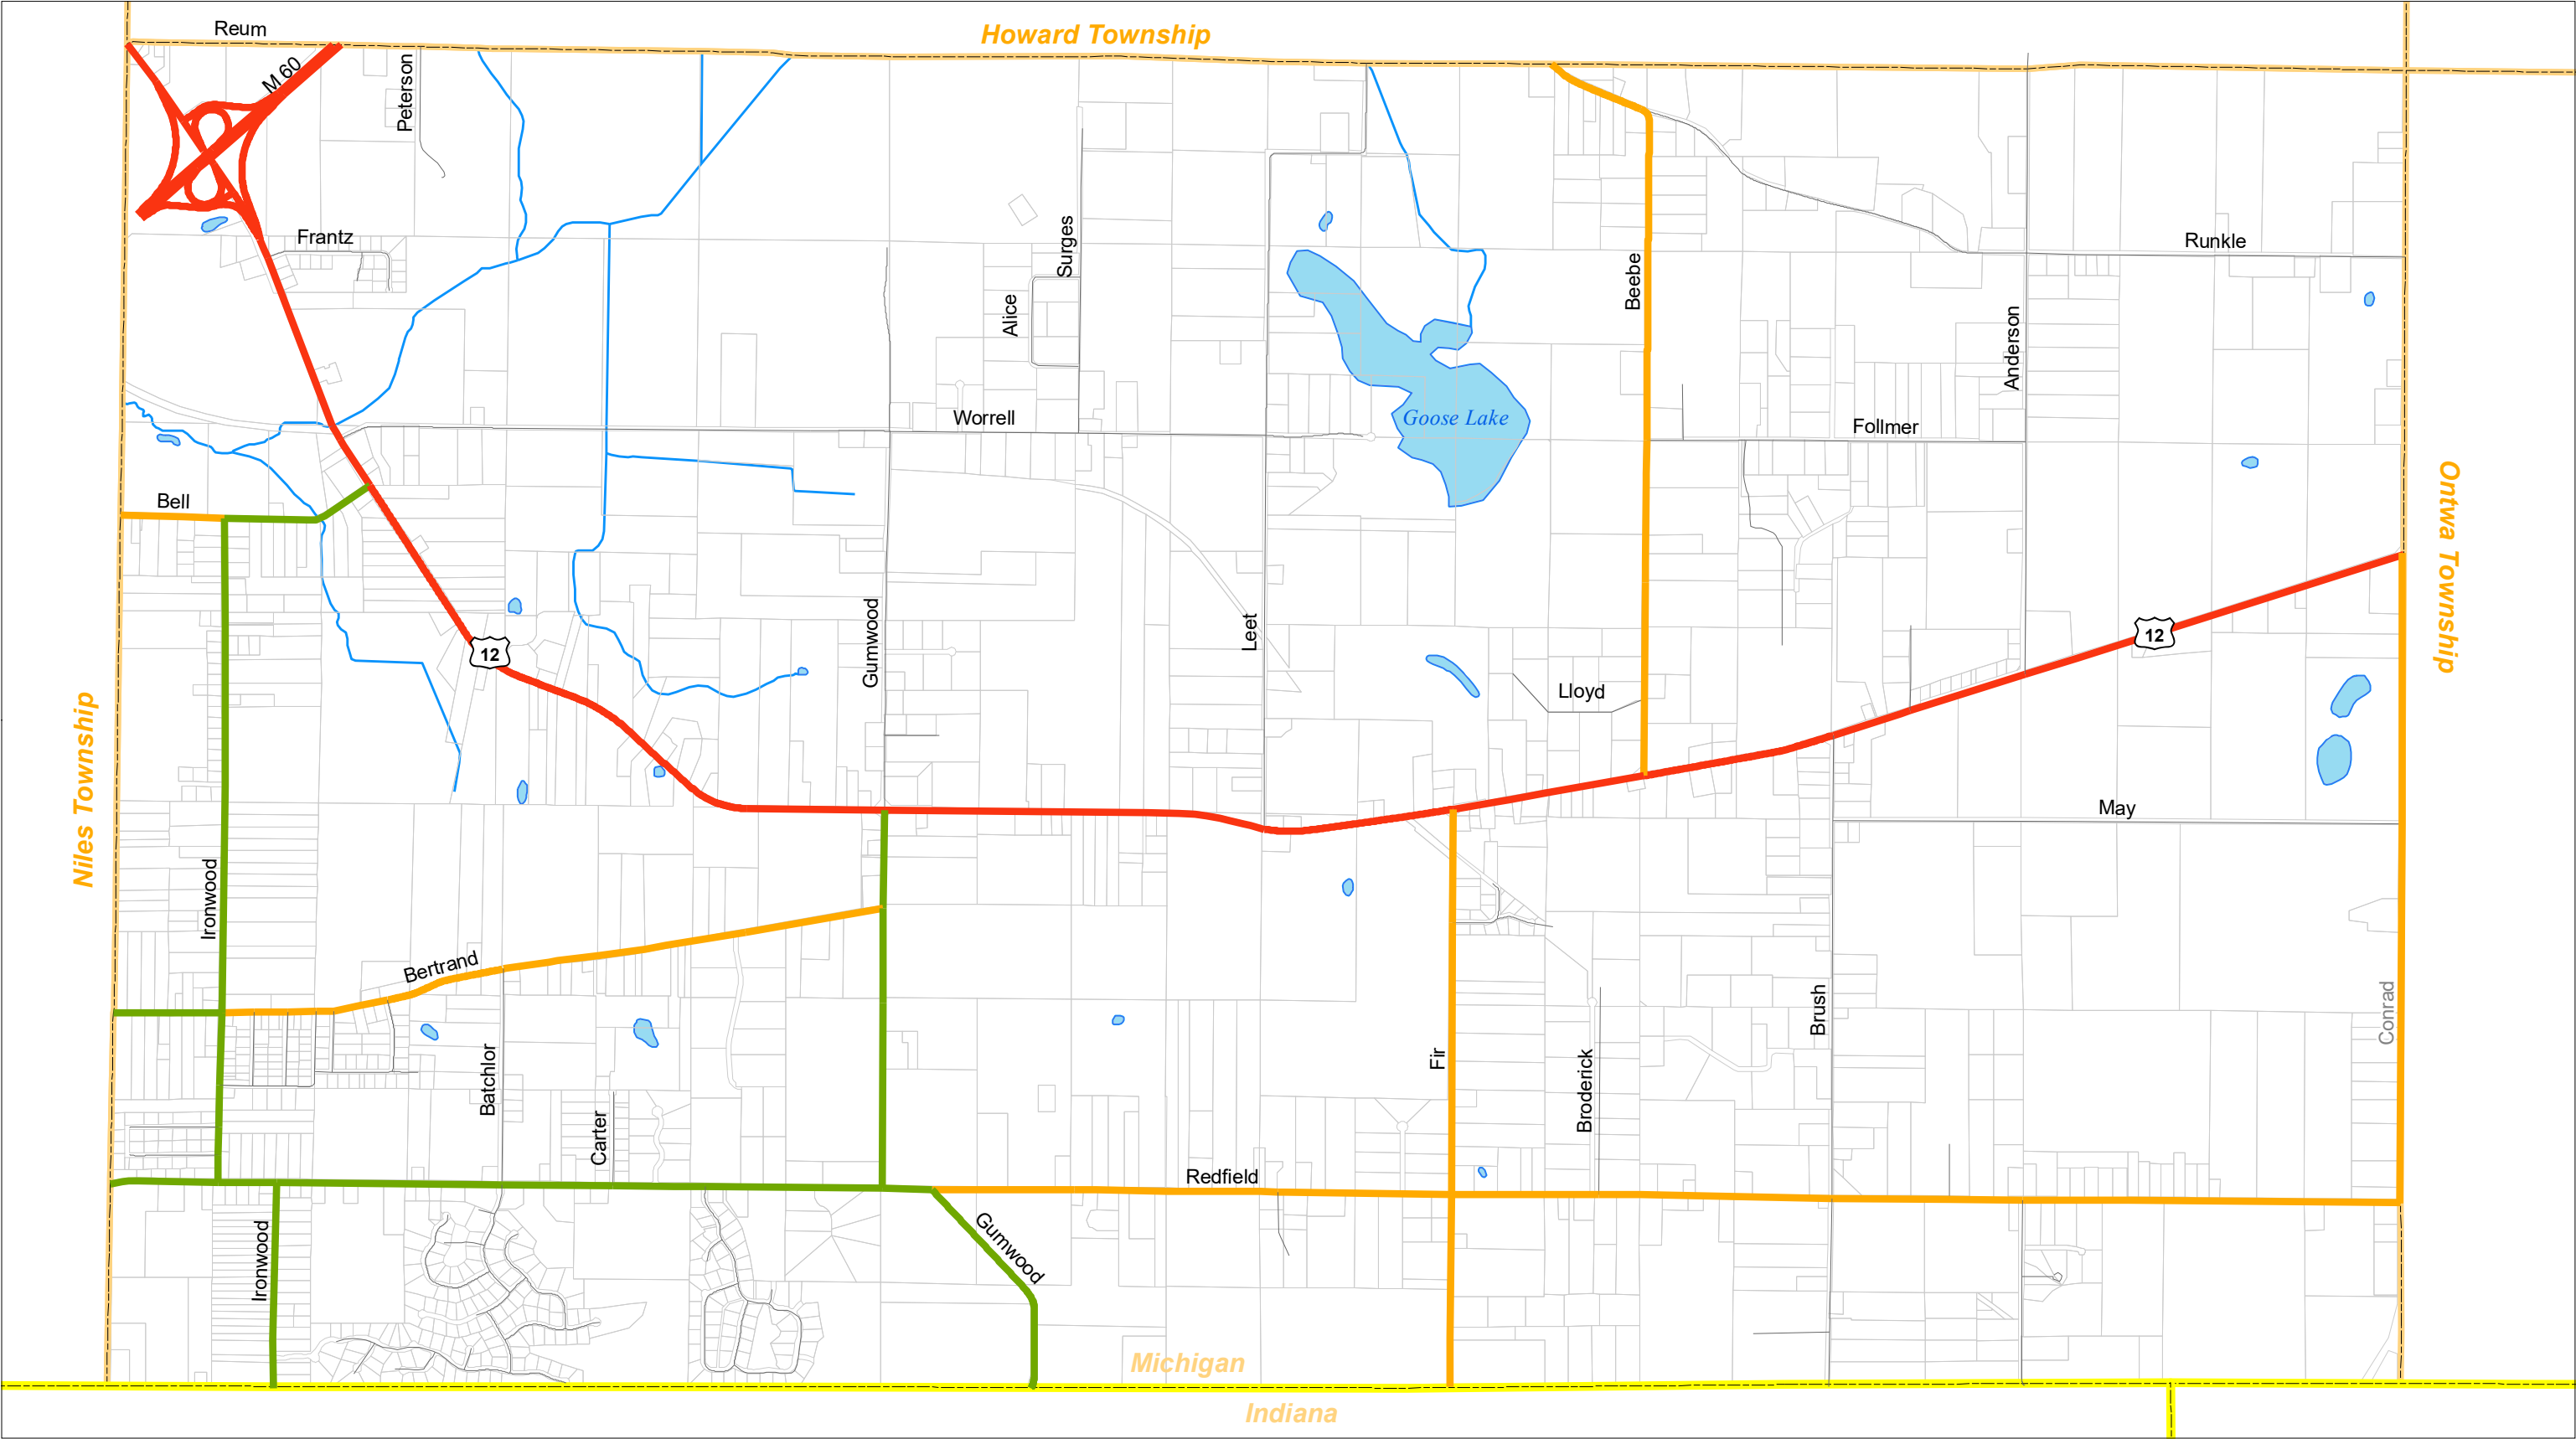 Reum
Howard Township
M 60
Peterson
Frantz
Surges
Runkle
Beebe
Alice
Anderson
Worrell
Goose Lake
Follmer
Bell
Ontwa Township
Gumwood
Leet
12
12
Lloyd
Niles Township
May
Ironwood
Bertrand
Brush
Conrad
Batchlor
Fir
Broderick
Carter
Redfield
Ironwood
Gumwood
Michigan
Indiana